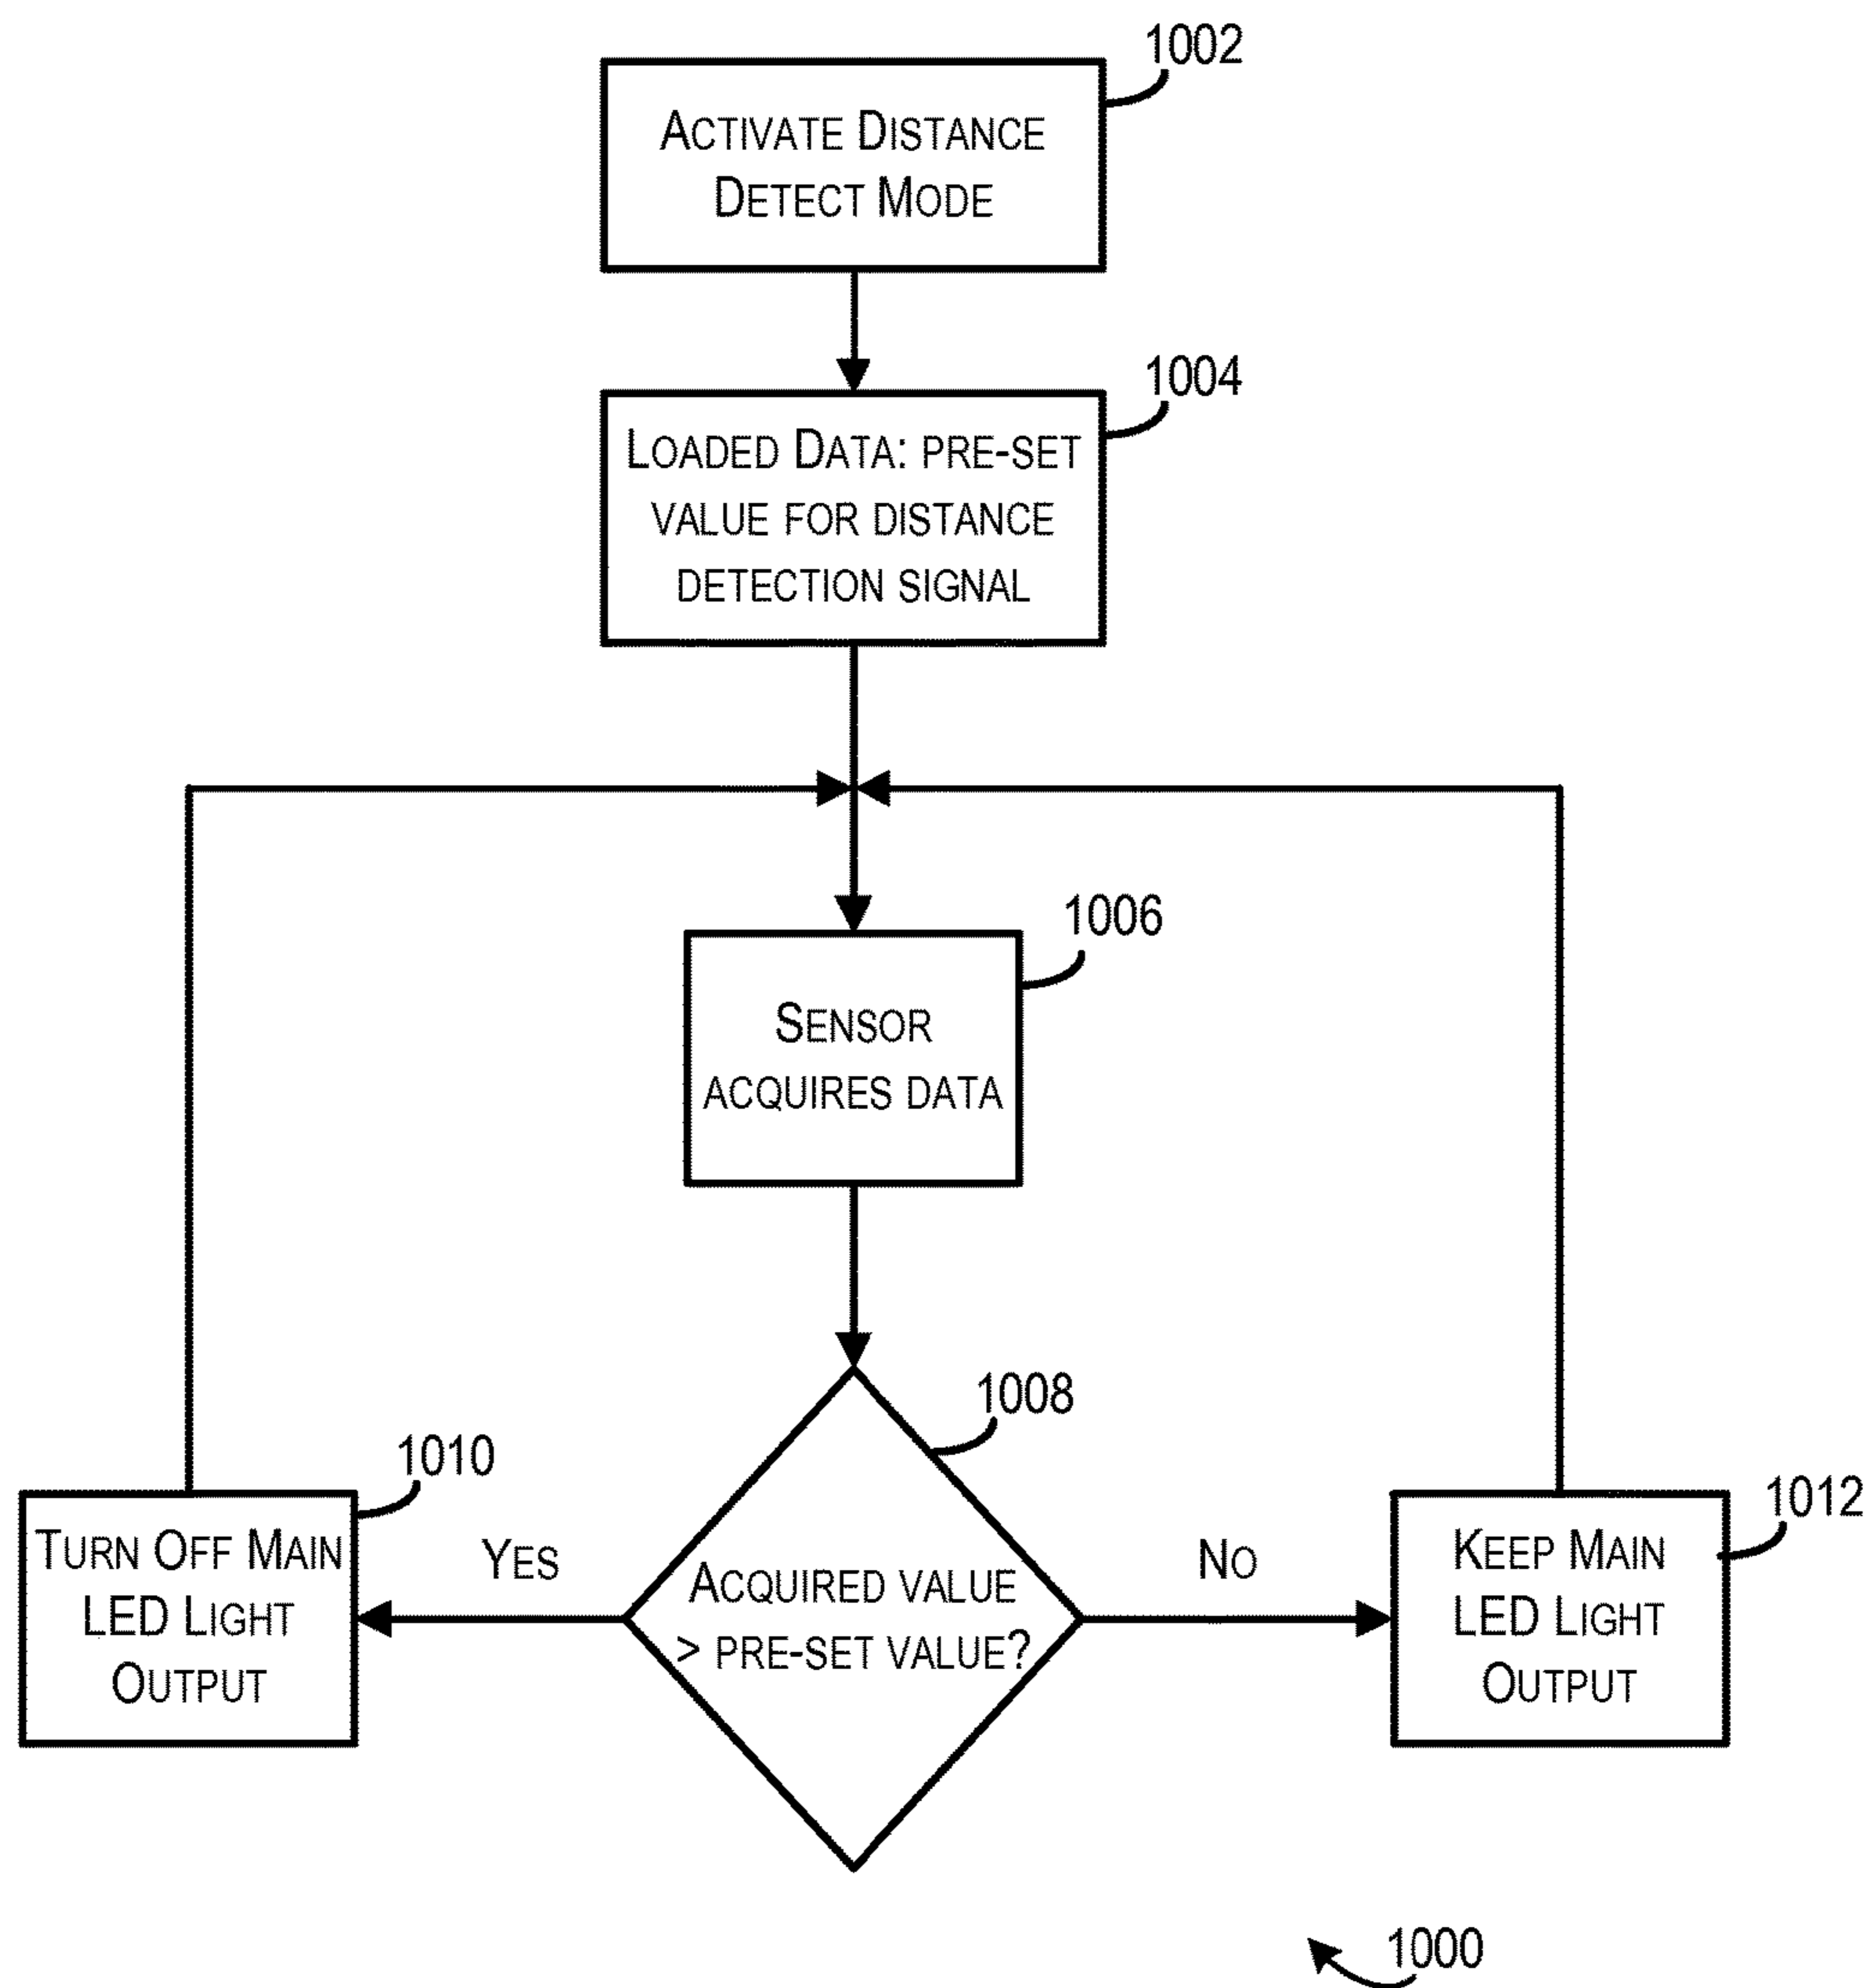 1002
ACTIVATE DISTANCE
DETECT MODE
1004
LOADED DATA: PRE-SET
VALUE FOR DISTANCE
DETECTION SIGNAL
1006
SENSOR
ACQUIRES DATA
1008
ACQUIRED VALUE
> PRE-SET VALUE?
YES
1010
TURN OFF MAIN
LED LIGHT
OUTPUT
NO
1012
KEEP MAIN
LED LIGHT
OUTPUT
1000